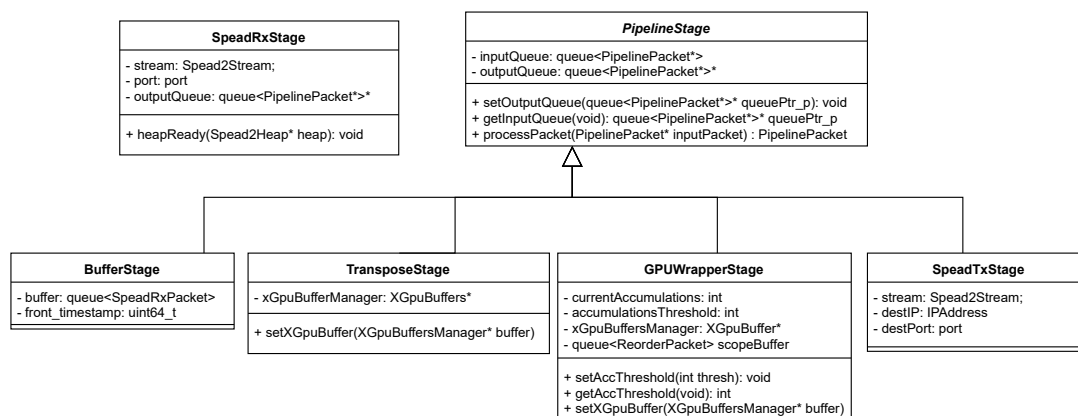 SpeadRxStage
- stream: Spead2Stream;
- port: port
- outputQueue: queue<PipelinePacket*>*
+ heapReady(Spead2Heap* heap): void
PipelineStage
- inputQueue: queue<PipelinePacket*>
- outputQueue: queue<PipelinePacket*>*
+ setOutputQueue(queue<PipelinePacket*>* queuePtr_p): void
+ getInputQueue(void): queue<PipelinePacket*>* queuePtr_p
+ processPacket(PipelinePacket* inputPacket) : PipelinePacket
BufferStage
- buffer: queue<SpeadRxPacket>
- front_timestamp: uint64_t
TransposeStage
- xGpuBufferManager: XGpuBuffers*
+ setXGpuBuffer(XGpuBuffersManager* buffer)
GPUWrapperStage
- currentAccumulations: int
- accumulationsThreshold: int
- xGpuBuffersManager: XGpuBuffer*
- queue<ReorderPacket> scopeBuffer
+ setAccThreshold(int thresh): void
+ getAccThreshold(void): int
+ setXGpuBuffer(XGpuBuffersManager* buffer)
SpeadTxStage
- stream: Spead2Stream;
- destIP: IPAddress
- destPort: port